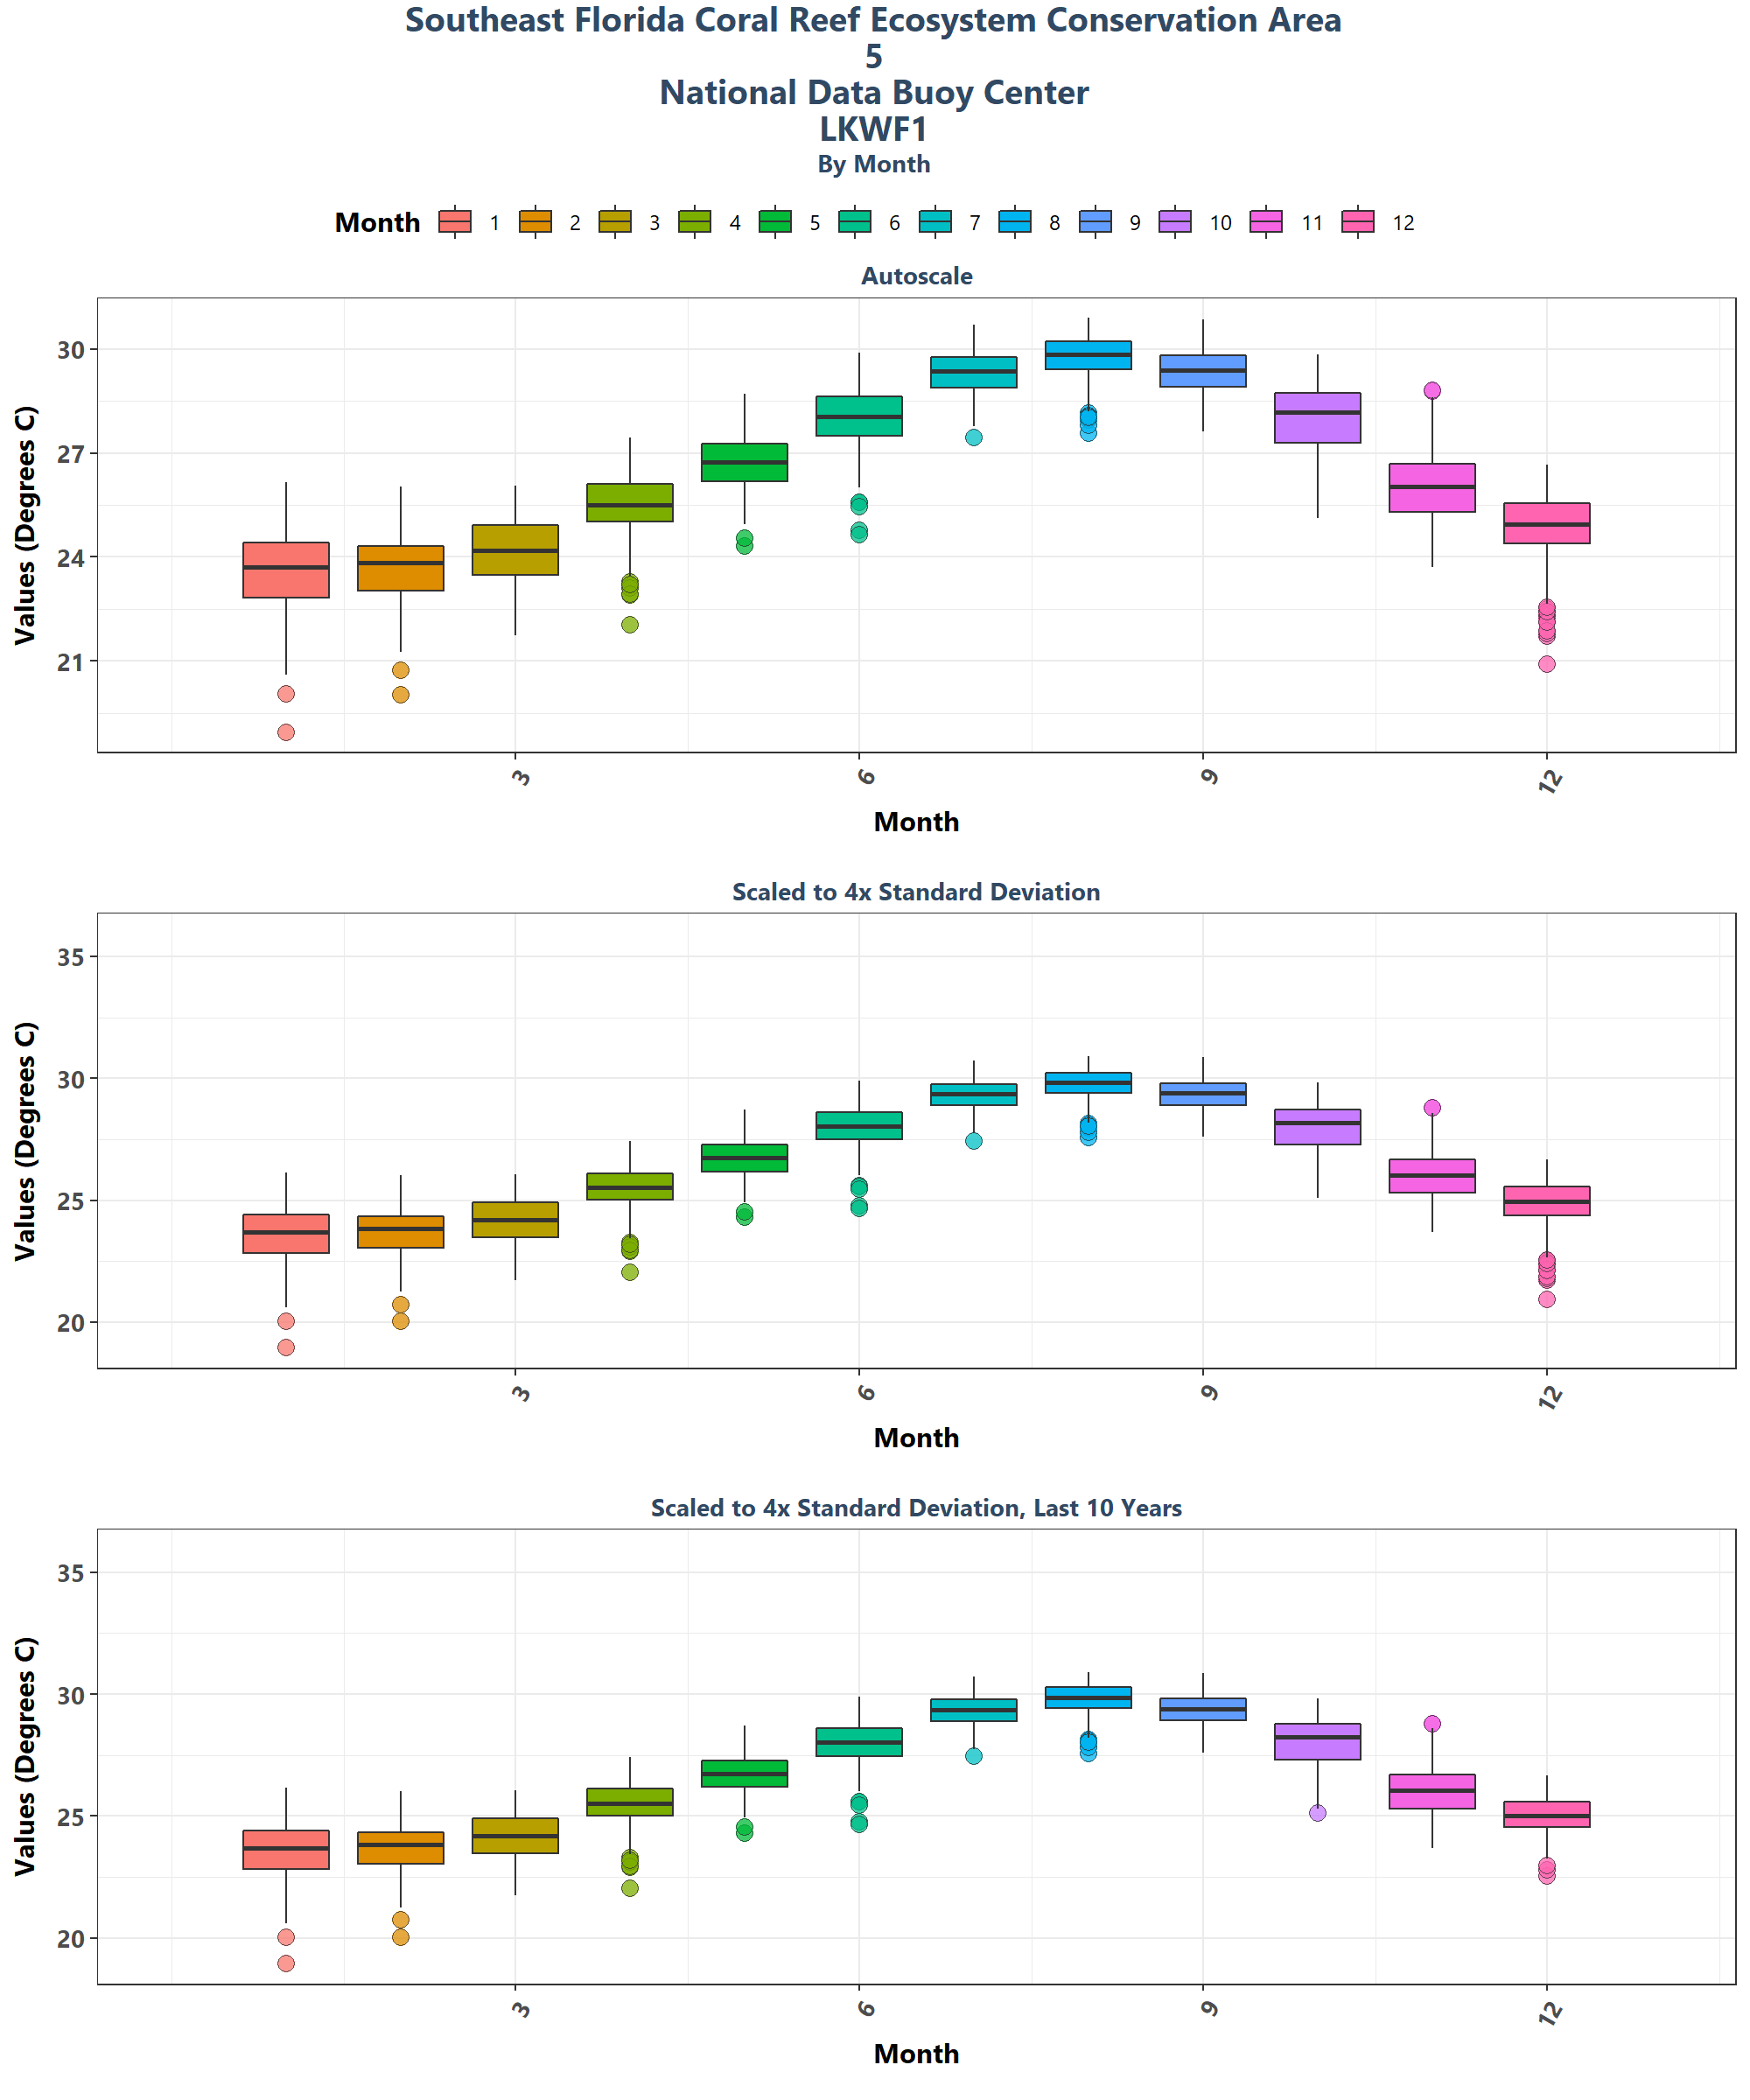 Southeast Florida Coral Reef Ecosystem Conservation Area
5
National Data Buoy Center
LKWF1
By Month
Month 1 2 3 4 5 6 7 8 9 10 11 12
Autoscale
Values (Degrees C)
30
27
24
21
3 6 9 12
Month
Scaled to 4x Standard Deviation
Values (Degrees C)
35
30
25
20
3 6 9 12
Month
Scaled to 4x Standard Deviation, Last 10 Years
Values (Degrees C)
35
30
25
20
3 6 9 12
Month